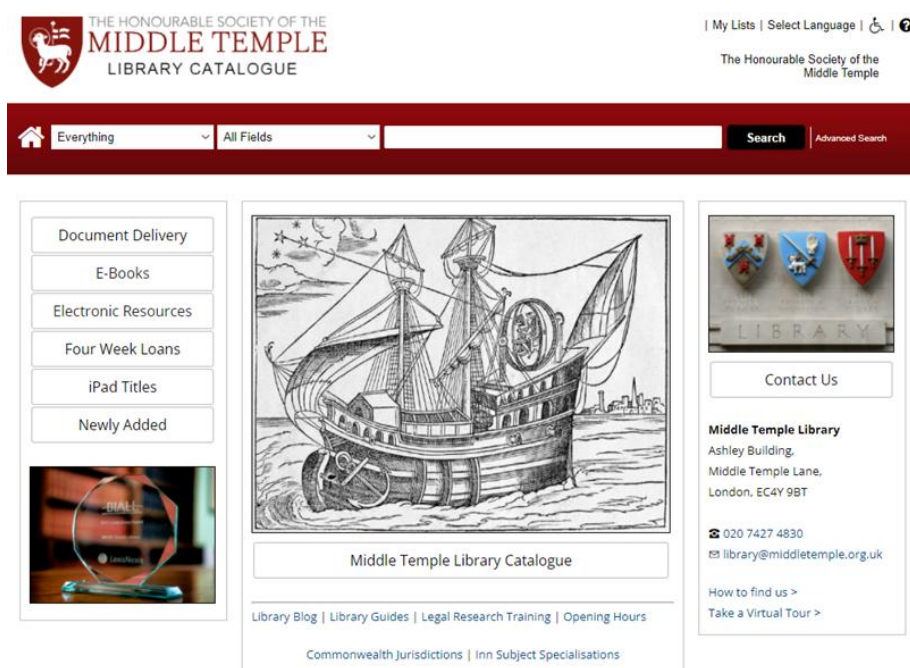 THE HONOURABLE SOCIETY OF THE
MIDDLE TEMPLE
LIBRARY CATALOGUE
| My Lists | Select Language | |
The Honourable Society of the
Middle Temple
Everything
All Fields
Search
Advanced Search
Document Delivery
E-Books
Electronic Resources
Four Week Loans
iPad Titles
Newly Added
BIALL
LexisNexis
Middle Temple Library Catalogue
Library Blog | Library Guides | Legal Research Training | Opening Hours
Commonwealth Jurisdictions | Inn Subject Specialisations
LIBRARY
Contact Us
Middle Temple Library
Ashley Building,
Middle Temple Lane,
London, EC4Y 9BT
020 7427 4830
library@middletemple.org.uk
How to find us >
Take a Virtual Tour >